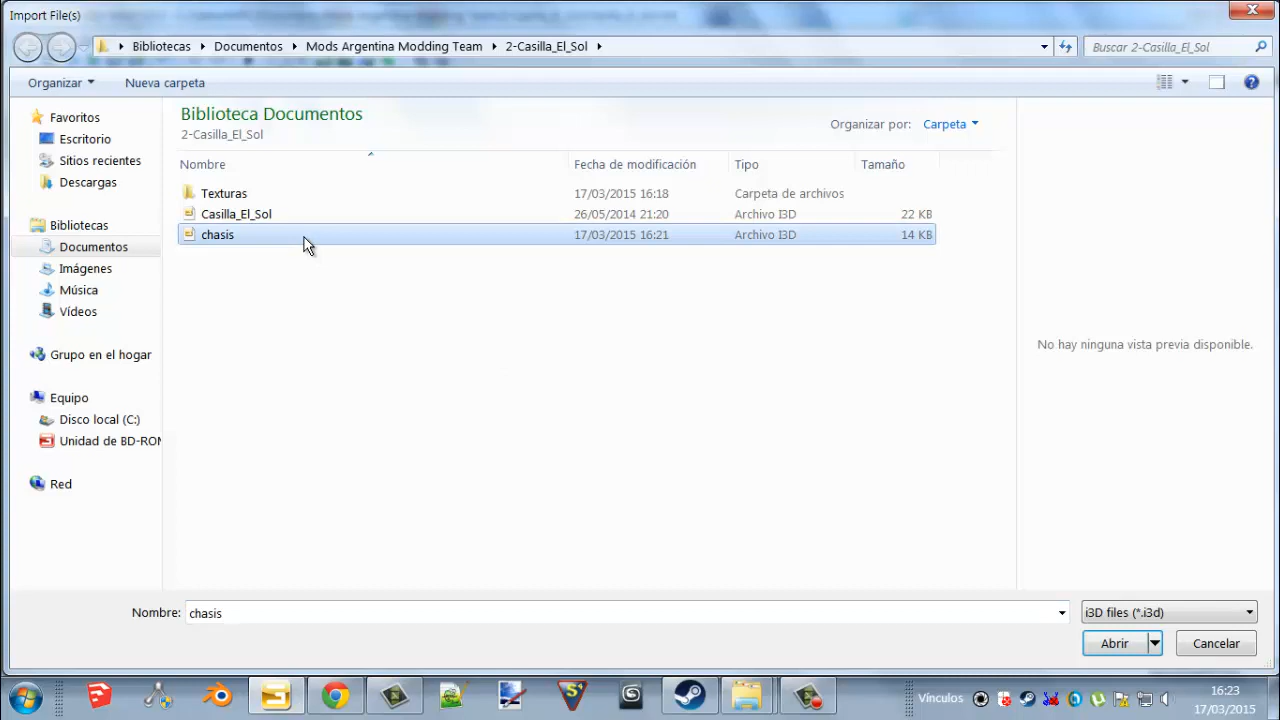 Import File(s)
Bibliotecas Documentos Mods Argentina Modding Team 2-Casilla_El_Sol
Buscar 2-Casilla_El_Sol
Organizar Nueva carpeta
Favoritos
Escritorio
Sitios recientes
Descargas
Bibliotecas
Documentos
Imágenes
Música
Vídeos
Grupo en el hogar
Equipo
Disco local (C:)
Unidad de BD-ROM
Red
Biblioteca Documentos
2-Casilla_El_Sol
Organizar por: Carpeta
Nombre Fecha de modificación Tipo Tamaño
Texturas 17/03/2015 16:18 Carpeta de archivos
Casilla_El_Sol 26/05/2014 21:20 Archivo I3D 22 KB
chasis 17/03/2015 16:21 Archivo I3D 14 KB
No hay ninguna vista previa disponible.
Nombre: chasis
i3D files (*.i3d)
Abrir Cancelar
Vínculos
16:23
17/03/2015